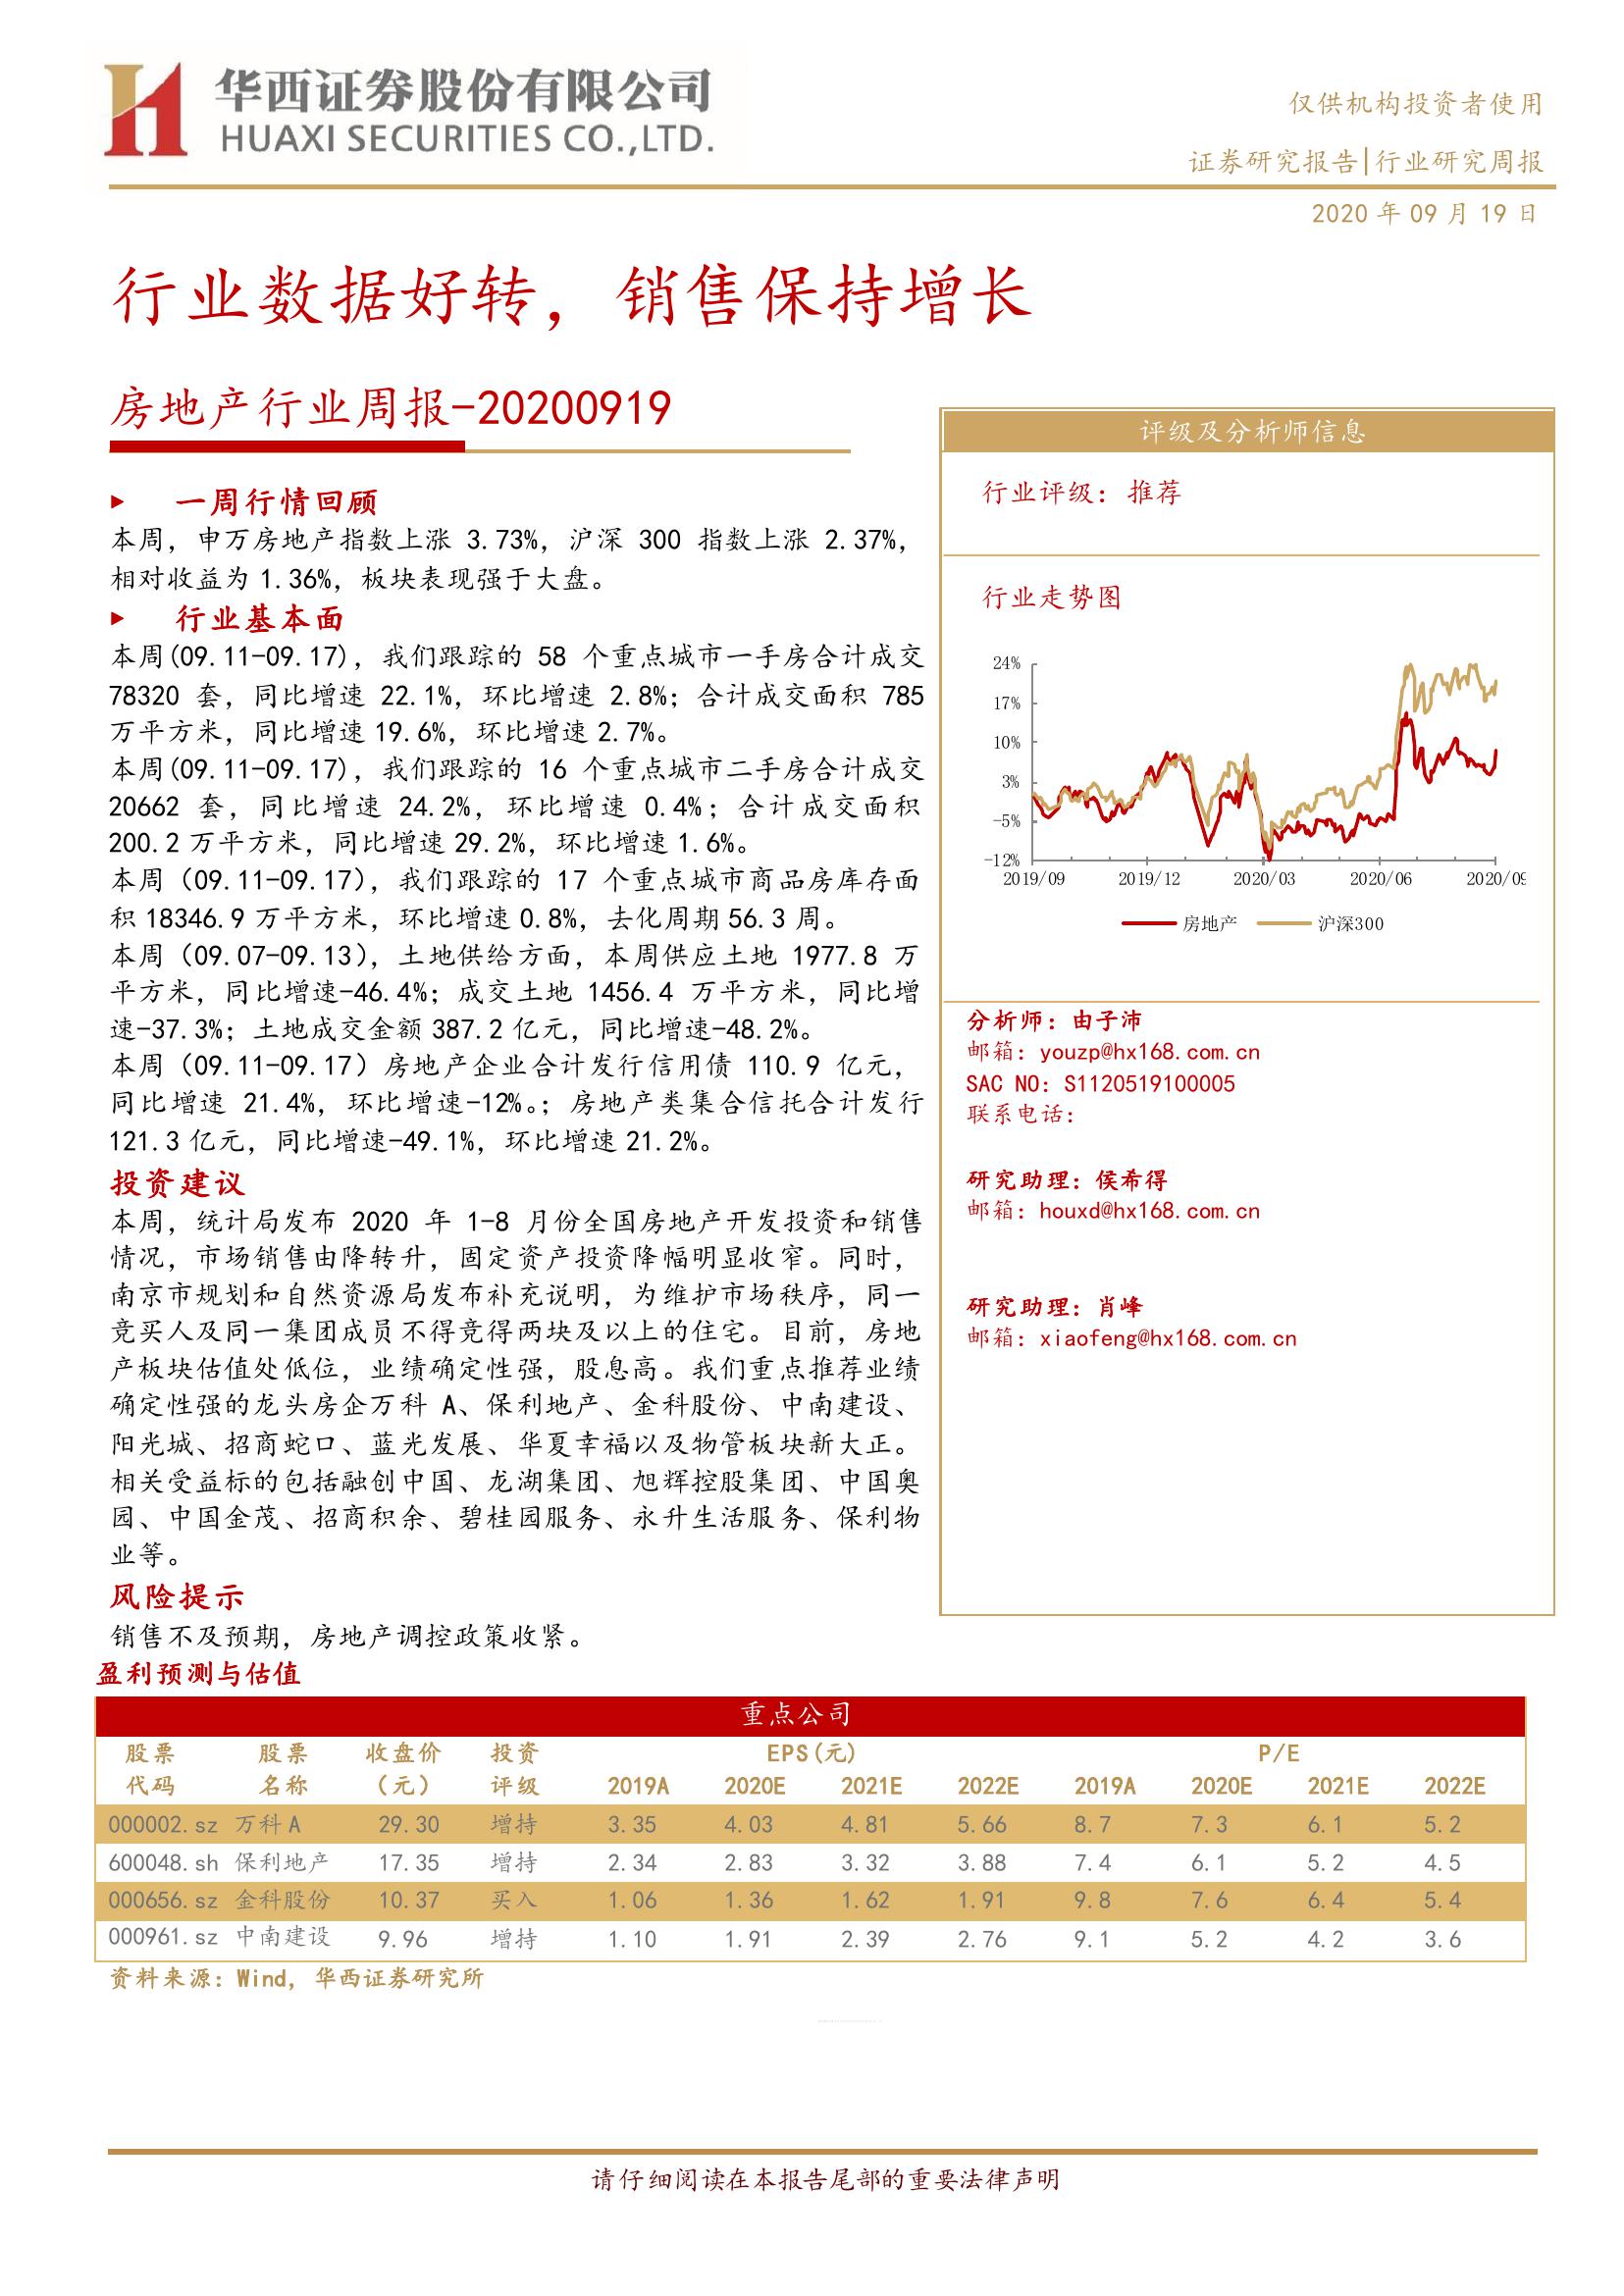 华西证券股份有限公司
HUAXI SECURITIES CO.,LTD.
仅供机构投资者使用
证券研究报告|行业研究周报
2020 年 09 月 19 日
行业数据好转，销售保持增长
房地产行业周报-20200919
一周行情回顾
本周，申万房地产指数上涨 3.73%，沪深 300 指数上涨 2.37%，
相对收益为 1.36%，板块表现强于大盘。
行业基本面
本周(09.11-09.17)，我们跟踪的 58 个重点城市一手房合计成交
78320 套，同比增速 22.1%，环比增速 2.8%；合计成交面积 785
万平方米，同比增速 19.6%，环比增速 2.7%。
本周(09.11-09.17)，我们跟踪的 16 个重点城市二手房合计成交
20662 套，同比增速 24.2%，环比增速 0.4%；合计成交面积
200.2 万平方米，同比增速 29.2%，环比增速 1.6%。
本周（09.11-09.17)，我们跟踪的 17 个重点城市商品房库存面
积 18346.9 万平方米，环比增速 0.8%，去化周期 56.3 周。
本周（09.07-09.13)，土地供给方面，本周供应土地 1977.8 万
平方米，同比增速-46.4%；成交土地 1456.4 万平方米，同比增
速-37.3%；土地成交金额 387.2 亿元，同比增速-48.2%。
本周（09.11-09.17）房地产企业合计发行信用债 110.9 亿元，
同比增速 21.4%，环比增速-12%。；房地产类集合信托合计发行
121.3 亿元，同比增速-49.1%，环比增速 21.2%。
投资建议
本周，统计局发布 2020 年 1-8 月份全国房地产开发投资和销售
情况，市场销售由降转升，固定资产投资降幅明显收窄。同时，
南京市规划和自然资源局发布补充说明，为维护市场秩序，同一
竞买人及同一集团成员不得竞得两块及以上的住宅。目前，房地
产板块估值处低位，业绩确定性强，股息高。我们重点推荐业绩
确定性强的龙头房企万科 A、保利地产、金科股份、中南建设、
阳光城、招商蛇口、蓝光发展、华夏幸福以及物管板块新大正。
相关受益标的包括融创中国、龙湖集团、旭辉控股集团、中国奥
园、中国金茂、招商积余、碧桂园服务、永升生活服务、保利物
业等。
风险提示
销售不及预期，房地产调控政策收紧。
评级及分析师信息
行业评级：推荐
行业走势图
24%
17%
10%
3%
-5%
-12%
2019/09 2019/12 2020/03 2020/06 2020/09
房地产 沪深300
分析师：由子沛
邮箱：youzp@hx168.com.cn
SAC NO：S1120519100005
联系电话：
研究助理：侯希得
邮箱：houxd@hx168.com.cn
研究助理：肖峰
邮箱：xiaofeng@hx168.com.cn
盈利预测与估值
重点公司
股票 股票 收盘价 投资 EPS(元) P/E
代码 名称 （元） 评级 2019A 2020E 2021E 2022E 2019A 2020E 2021E 2022E
000002.sz 万科 A 29.30 增持 3.35 4.03 4.81 5.66 8.7 7.3 6.1 5.2
600048.sh 保利地产 17.35 增持 2.34 2.83 3.32 3.88 7.4 6.1 5.2 4.5
000656.sz 金科股份 10.37 买入 1.06 1.36 1.62 1.91 9.8 7.6 6.4 5.4
000961.sz 中南建设 9.96 增持 1.10 1.91 2.39 2.76 9.1 5.2 4.2 3.6
资料来源：Wind，华西证券研究所
请仔细阅读在本报告尾部的重要法律声明